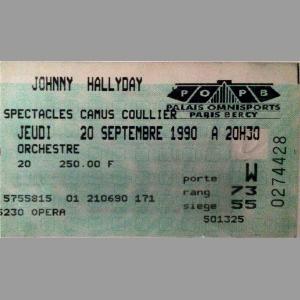 JOHNNY HALLYDAY
POPB
PALAIS OMNISPORTS
PARIS BERCY
SPECTACLES CAMUS COULLIER
JEUDI 20 SEPTEMBRE 1990 A 20H30
ORCHESTRE
20 250.00 F
porte W
rang 73
siege 55
5755815 01 210690 171
5230 OPERA
501325
0274428